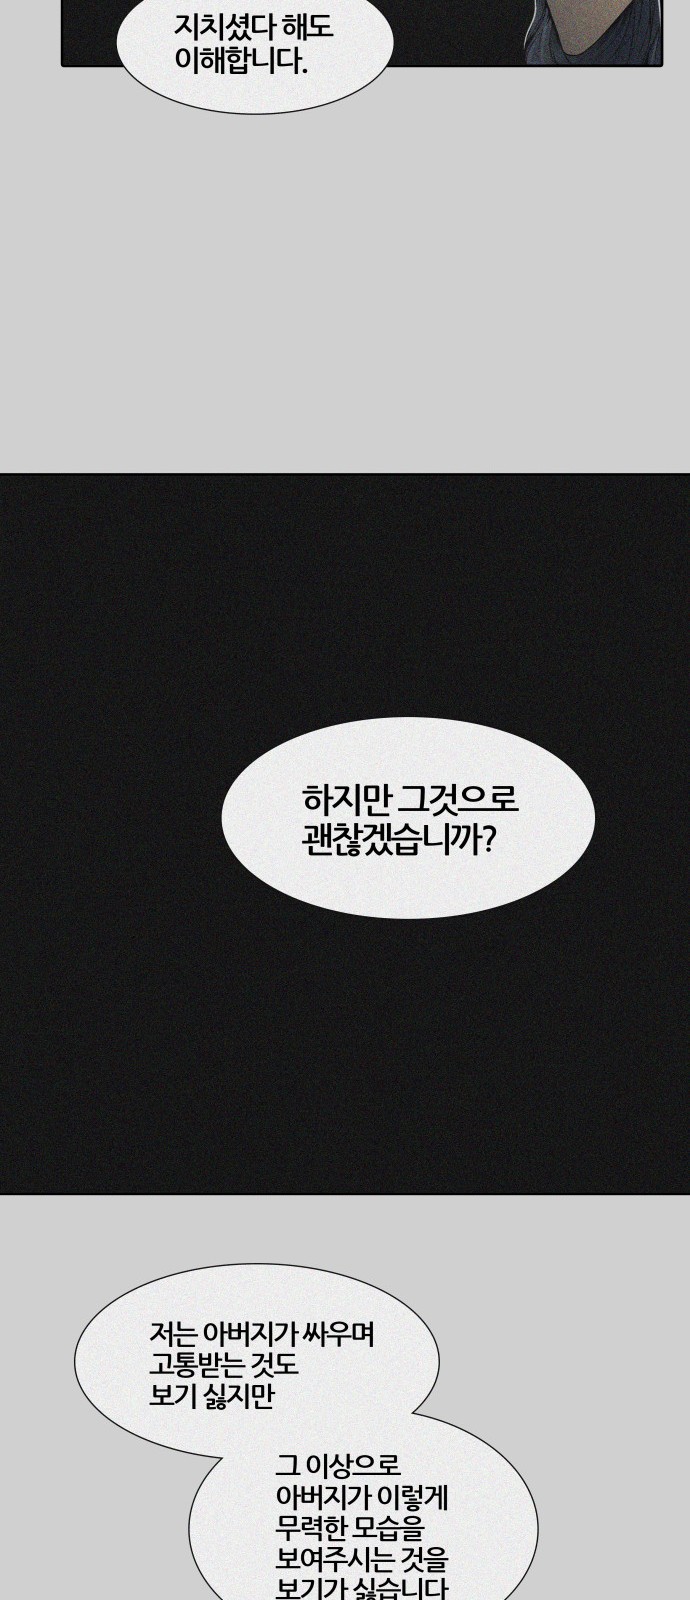 지치셨다 해도
이해합니다.
하지만 그것으로
괜찮겠습니까?
저는 아버지가 싸우며
고통받는 것도
보기 싫지만
그 이상으로
아버지가 이렇게
무력한 모습을
보여주시는 것을
보기가 싫습니다